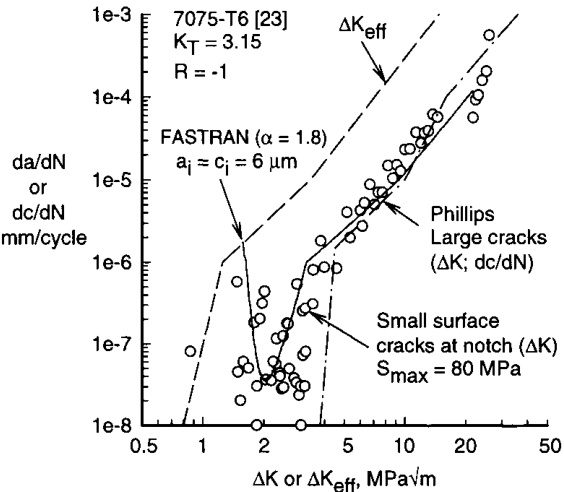 1e-3
1e-4
1e-5
1e-6
1e-7
1e-8
da/dN
or
dc/dN
mm/cycle
7075-T6 [23]
K_T = 3.15
R = -1
ΔK_eff
FASTRAN (α = 1.8)
a_i = c_i = 6 μm
Phillips
Large cracks
(ΔK; dc/dN)
Small surface
cracks at notch (ΔK)
S_max = 80 MPa
0.5 1 2 5 10 20 50
ΔK or ΔK_eff, MPa√m